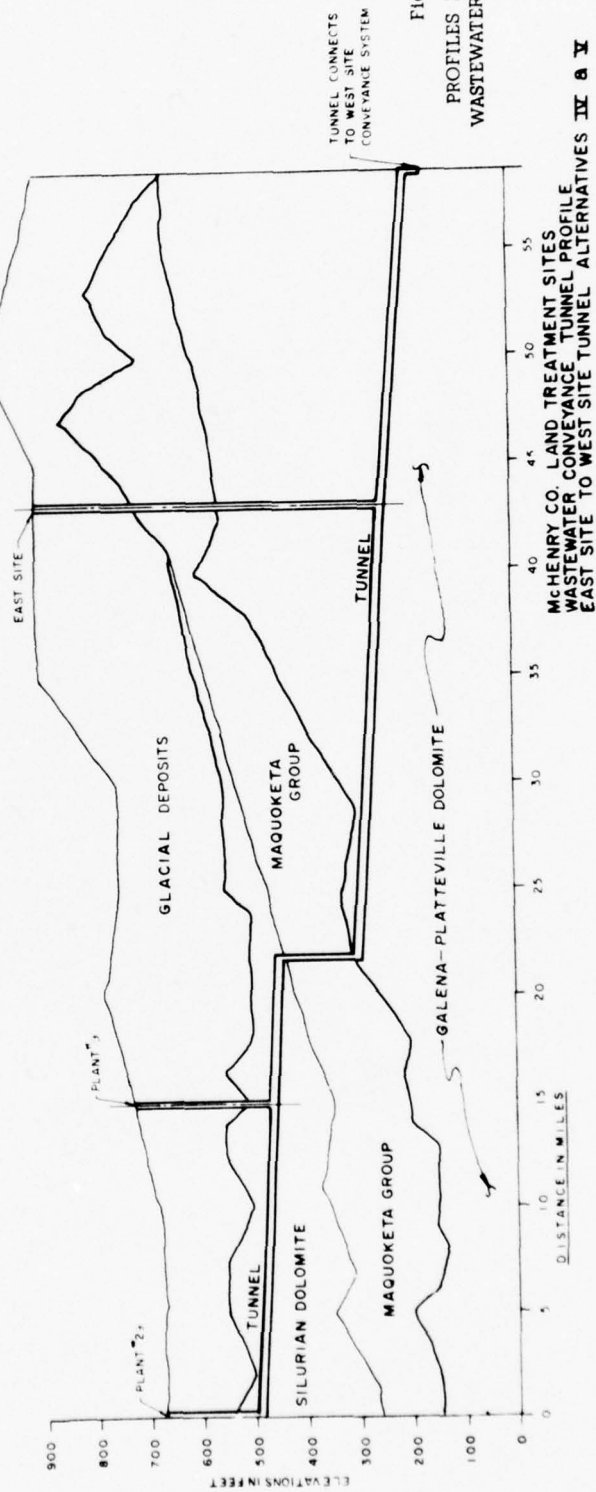 TUNNEL CONNECTS
TO WEST SITE
CONVEYANCE SYSTEM
PROFILES
WASTEWATER
EAST SITE
PLANT #
PLANT #2
GLACIAL DEPOSITS
MAQUOKETA
GROUP
TUNNEL
TUNNEL
SILURIAN DOLOMITE
MAQUOKETA GROUP
GALENA-PLATTEVILLE DOLOMITE
ELEVATIONS IN FEET
900
800
700
600
500
400
300
200
100
0
0
5
10
15
20
25
30
35
40
45
50
55
DISTANCE IN MILES
McHENRY CO. LAND TREATMENT SITES
WASTEWATER CONVEYANCE TUNNEL PROFILE
EAST SITE TO WEST SITE TUNNEL ALTERNATIVES IV & V